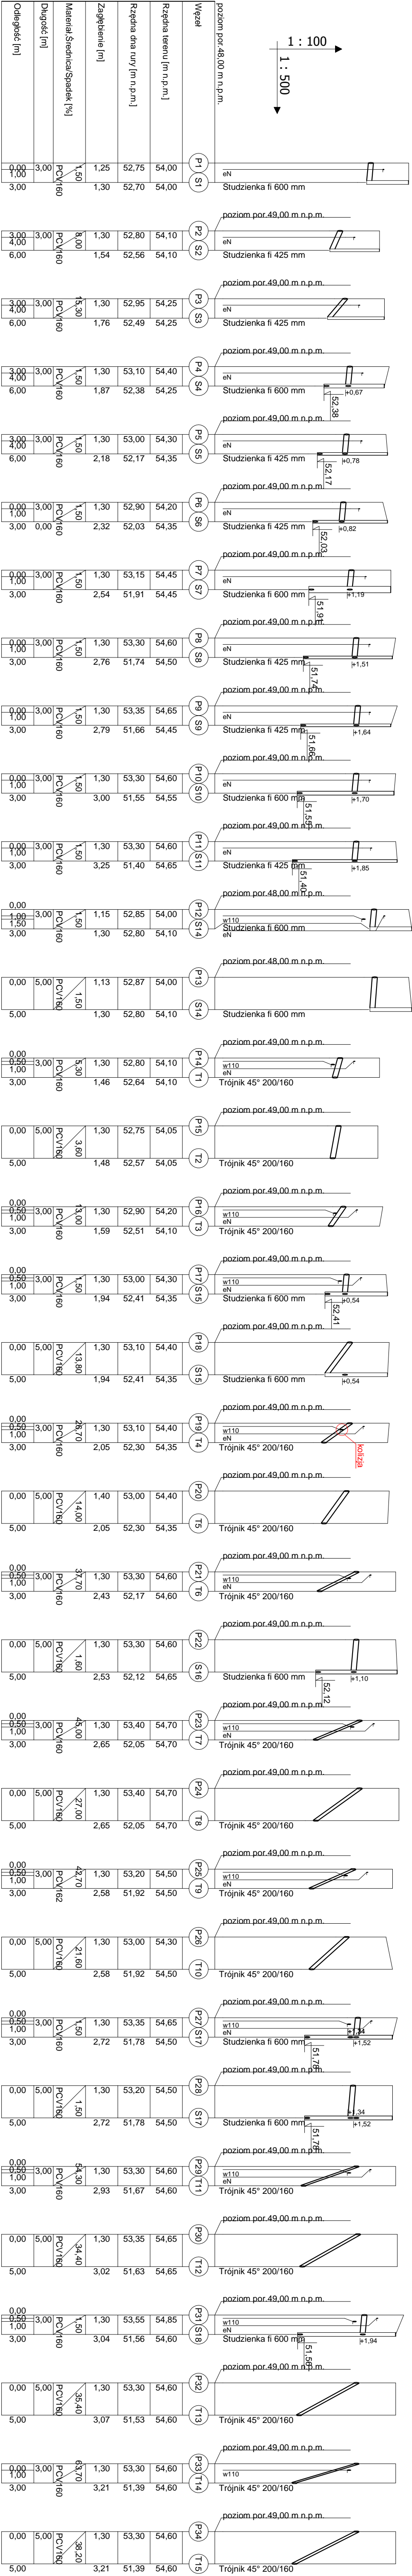 1 : 100
1 : 500
poziom por.48,00 m n.p.m.
Węzeł
Rzędna terenu [m n.p.m.]
Rzędna dna rury [m n.p.m.]
Zagłębienie [m]
Materiał,Średnica/Spadek [%]
Długość [m]
Odległość [m]
eN
Studzienka fi 600 mm
P1 S1
54,00 54,00
52,75 52,70
1,25 1,30
PCV160 1,50
3,00
0,00 1,00 3,00
poziom por.49,00 m n.p.m.
eN
Studzienka fi 425 mm
P2 S2
54,10 54,10
52,80 52,56
1,30 1,54
PCV160 8,00
3,00
3,00 4,00 6,00
poziom por.49,00 m n.p.m.
eN
Studzienka fi 425 mm
P3 S3
54,25 54,25
52,95 52,49
1,30 1,76
PCV160 15,30
3,00
3,00 4,00 6,00
poziom por.49,00 m n.p.m.
eN
+0,67
52,38
Studzienka fi 600 mm
P4 S4
54,40 54,25
53,10 52,38
1,30 1,87
PCV160 1,50
3,00
3,00 4,00 6,00
poziom por.49,00 m n.p.m.
eN
+0,78
52,17
Studzienka fi 425 mm
P5 S5
54,30 54,35
53,00 52,17
1,30 2,18
PCV160 1,50
3,00
3,00 4,00 6,00
poziom por.49,00 m n.p.m.
eN
+0,82
52,03
Studzienka fi 425 mm
P6 S6
54,20 54,35
52,90 52,03
1,30 2,32
PCV160 1,50
3,00 0,00
0,00 1,00 3,00
poziom por.49,00 m n.p.m.
eN
+1,19
51,91
Studzienka fi 600 mm
P7 S7
54,45 54,45
53,15 51,91
1,30 2,54
PCV160 1,50
3,00
0,00 1,00 3,00
poziom por.49,00 m n.p.m.
eN
+1,51
51,74
Studzienka fi 425 mm
P8 S8
54,60 54,50
53,30 51,74
1,30 2,76
PCV160 1,50
3,00
0,00 1,00 3,00
poziom por.49,00 m n.p.m.
eN
+1,64
51,66
Studzienka fi 425 mm
P9 S9
54,65 54,45
53,35 51,66
1,30 2,79
PCV160 1,50
3,00
0,00 1,00 3,00
poziom por.49,00 m n.p.m.
eN
+1,70
51,55
Studzienka fi 600 mm
P10 S10
54,60 54,55
53,30 51,55
1,30 3,00
PCV160 1,50
3,00
0,00 1,00 3,00
poziom por.49,00 m n.p.m.
eN
+1,85
51,40
Studzienka fi 425 mm
P11 S11
54,60 54,65
53,30 51,40
1,30 3,25
PCV160 1,50
3,00
0,00 1,00 3,00
poziom por.48,00 m n.p.m.
w110
eN
Studzienka fi 600 mm
P12 S14
54,00 54,10
52,85 52,80
1,15 1,30
PCV160 1,50
3,00
0,00 1,00 1,50 3,00
poziom por.48,00 m n.p.m.
Studzienka fi 600 mm
P13 S14
54,00 54,10
52,87 52,80
1,13 1,30
PCV160 1,50
5,00
0,00 5,00
poziom por.49,00 m n.p.m.
w110
eN
Trójnik 45° 200/160
P14 T1
54,10 54,10
52,80 52,64
1,30 1,46
PCV160 5,30
3,00
0,00 0,50 1,00 3,00
poziom por.49,00 m n.p.m.
Trójnik 45° 200/160
P15 T2
54,05 54,05
52,75 52,57
1,30 1,48
PCV160 3,60
5,00
0,00 5,00
poziom por.49,00 m n.p.m.
w110
eN
Trójnik 45° 200/160
P16 T3
54,20 54,10
52,90 52,51
1,30 1,59
PCV160 13,00
3,00
0,00 0,50 1,00 3,00
poziom por.49,00 m n.p.m.
w110
eN
+0,54
52,41
Studzienka fi 600 mm
P17 S15
54,30 54,35
53,00 52,41
1,30 1,94
PCV160 1,50
3,00
0,00 0,50 1,00 3,00
poziom por.49,00 m n.p.m.
+0,54
Studzienka fi 600 mm
P18 S15
54,40 54,35
53,10 52,41
1,30 1,94
PCV160 13,80
5,00
0,00 5,00
poziom por.49,00 m n.p.m.
w110
eN
kolizja
Trójnik 45° 200/160
P19 T4
54,40 54,35
53,10 52,30
1,30 2,05
PCV160 26,70
3,00
0,00 0,50 1,00 3,00
poziom por.49,00 m n.p.m.
Trójnik 45° 200/160
P20 T5
54,40 54,35
53,00 52,30
1,40 2,05
PCV160 14,00
5,00
0,00 5,00
poziom por.49,00 m n.p.m.
w110
eN
Trójnik 45° 200/160
P21 T6
54,60 54,60
53,30 52,17
1,30 2,43
PCV160 37,70
3,00
0,00 0,50 1,00 3,00
poziom por.49,00 m n.p.m.
+1,10
52,12
Studzienka fi 600 mm
P22 S16
54,60 54,65
53,30 52,12
1,30 2,53
PCV160 1,60
5,00
0,00 5,00
poziom por.49,00 m n.p.m.
w110
eN
Trójnik 45° 200/160
P23 T7
54,70 54,70
53,40 52,05
1,30 2,65
PCV160 45,00
3,00
0,00 0,50 1,00 3,00
poziom por.49,00 m n.p.m.
Trójnik 45° 200/160
P24 T8
54,70 54,70
53,40 52,05
1,30 2,65
PCV160 27,00
5,00
0,00 5,00
poziom por.49,00 m n.p.m.
w110
eN
Trójnik 45° 200/160
P25 T9
54,50 54,50
53,20 51,92
1,30 2,58
PCV162 42,70
3,00
0,00 0,50 1,00 3,00
poziom por.49,00 m n.p.m.
Trójnik 45° 200/160
P26 T10
54,30 54,50
53,00 51,92
1,30 2,58
PCV160 21,60
5,00
0,00 5,00
poziom por.49,00 m n.p.m.
w110
eN
+1,34
+1,52
51,78
Studzienka fi 600 mm
P27 S17
54,65 54,50
53,35 51,78
1,30 2,72
PCV160 1,50
3,00
0,00 0,50 1,00 3,00
poziom por.49,00 m n.p.m.
+1,34
+1,52
51,78
Studzienka fi 600 mm
P28 S17
54,50 54,50
53,20 51,78
1,30 2,72
PCV160 1,50
5,00
0,00 5,00
poziom por.49,00 m n.p.m.
w110
eN
Trójnik 45° 200/160
P29 T11
54,60 54,60
53,30 51,67
1,30 2,93
PCV160 54,30
3,00
0,00 0,50 1,00 3,00
poziom por.49,00 m n.p.m.
Trójnik 45° 200/160
P30 T12
54,65 54,65
53,35 51,63
1,30 3,02
PCV160 34,40
5,00
0,00 5,00
poziom por.49,00 m n.p.m.
w110
eN
+1,94
51,56
Studzienka fi 600 mm
P31 S18
54,85 54,60
53,55 51,56
1,30 3,04
PCV160 1,50
3,00
0,00 0,50 1,00 3,00
poziom por.49,00 m n.p.m.
Trójnik 45° 200/160
P32 T13
54,60 54,60
53,30 51,53
1,30 3,07
PCV160 35,40
5,00
0,00 5,00
poziom por.49,00 m n.p.m.
w110
Trójnik 45° 200/160
P33 T14
54,60 54,60
53,30 51,39
1,30 3,21
PCV160 63,70
3,00
0,00 1,00 3,00
poziom por.49,00 m n.p.m.
Trójnik 45° 200/160
P34 T15
54,60 54,60
53,30 51,39
1,30 3,21
PCV160 38,20
5,00
0,00 5,00